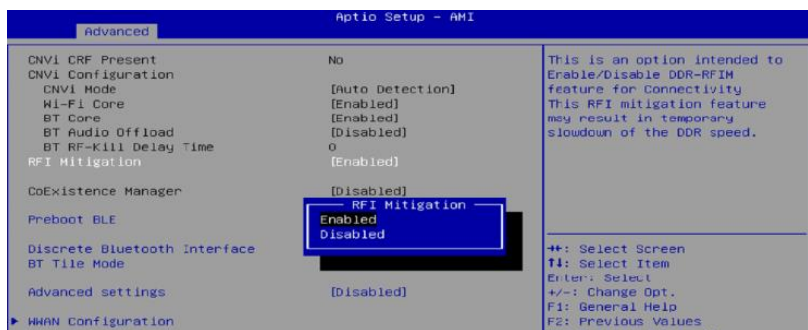 Aptio Setup - AMI
Advanced
CNVi CRF Present No
CNVi Configuration
CNVi Mode [Auto Detection]
Wi-Fi Core [Enabled]
BT Core [Enabled]
BT Audio Offload [Disabled]
BT RF-Kill Delay Time 0
RFI Mitigation [Enabled]
CoExistence Manager [Disabled]
Preboot BLE
Discrete Bluetooth Interface
BT Tile Mode
Advanced settings [Disabled]
WWAN Configuration
RFI Mitigation
Enabled
Disabled
This is an option intended to
Enable/Disable DDR-RFIM
feature for Connectivity
This RFI mitigation feature
may result in temporary
slowdown of the DDR speed.
→←: Select Screen
↑↓: Select Item
Enter: Select
+/-: Change Opt.
F1: General Help
F2: Previous Values